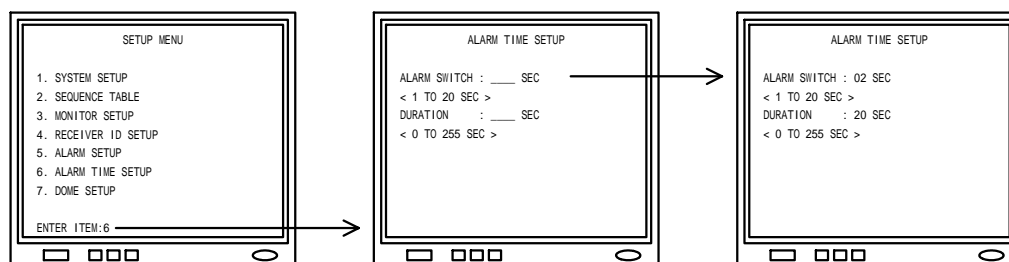 SETUP MENU
1. SYSTEM SETUP
2. SEQUENCE TABLE
3. MONITOR SETUP
4. RECEIVER ID SETUP
5. ALARM SETUP
6. ALARM TIME SETUP
7. DOME SETUP
ENTER ITEM:6
ALARM TIME SETUP
ALARM SWITCH : ____ SEC
< 1 TO 20 SEC >
DURATION : ____ SEC
< 0 TO 255 SEC >
ALARM TIME SETUP
ALARM SWITCH : 02 SEC
< 1 TO 20 SEC >
DURATION : 20 SEC
< 0 TO 255 SEC >